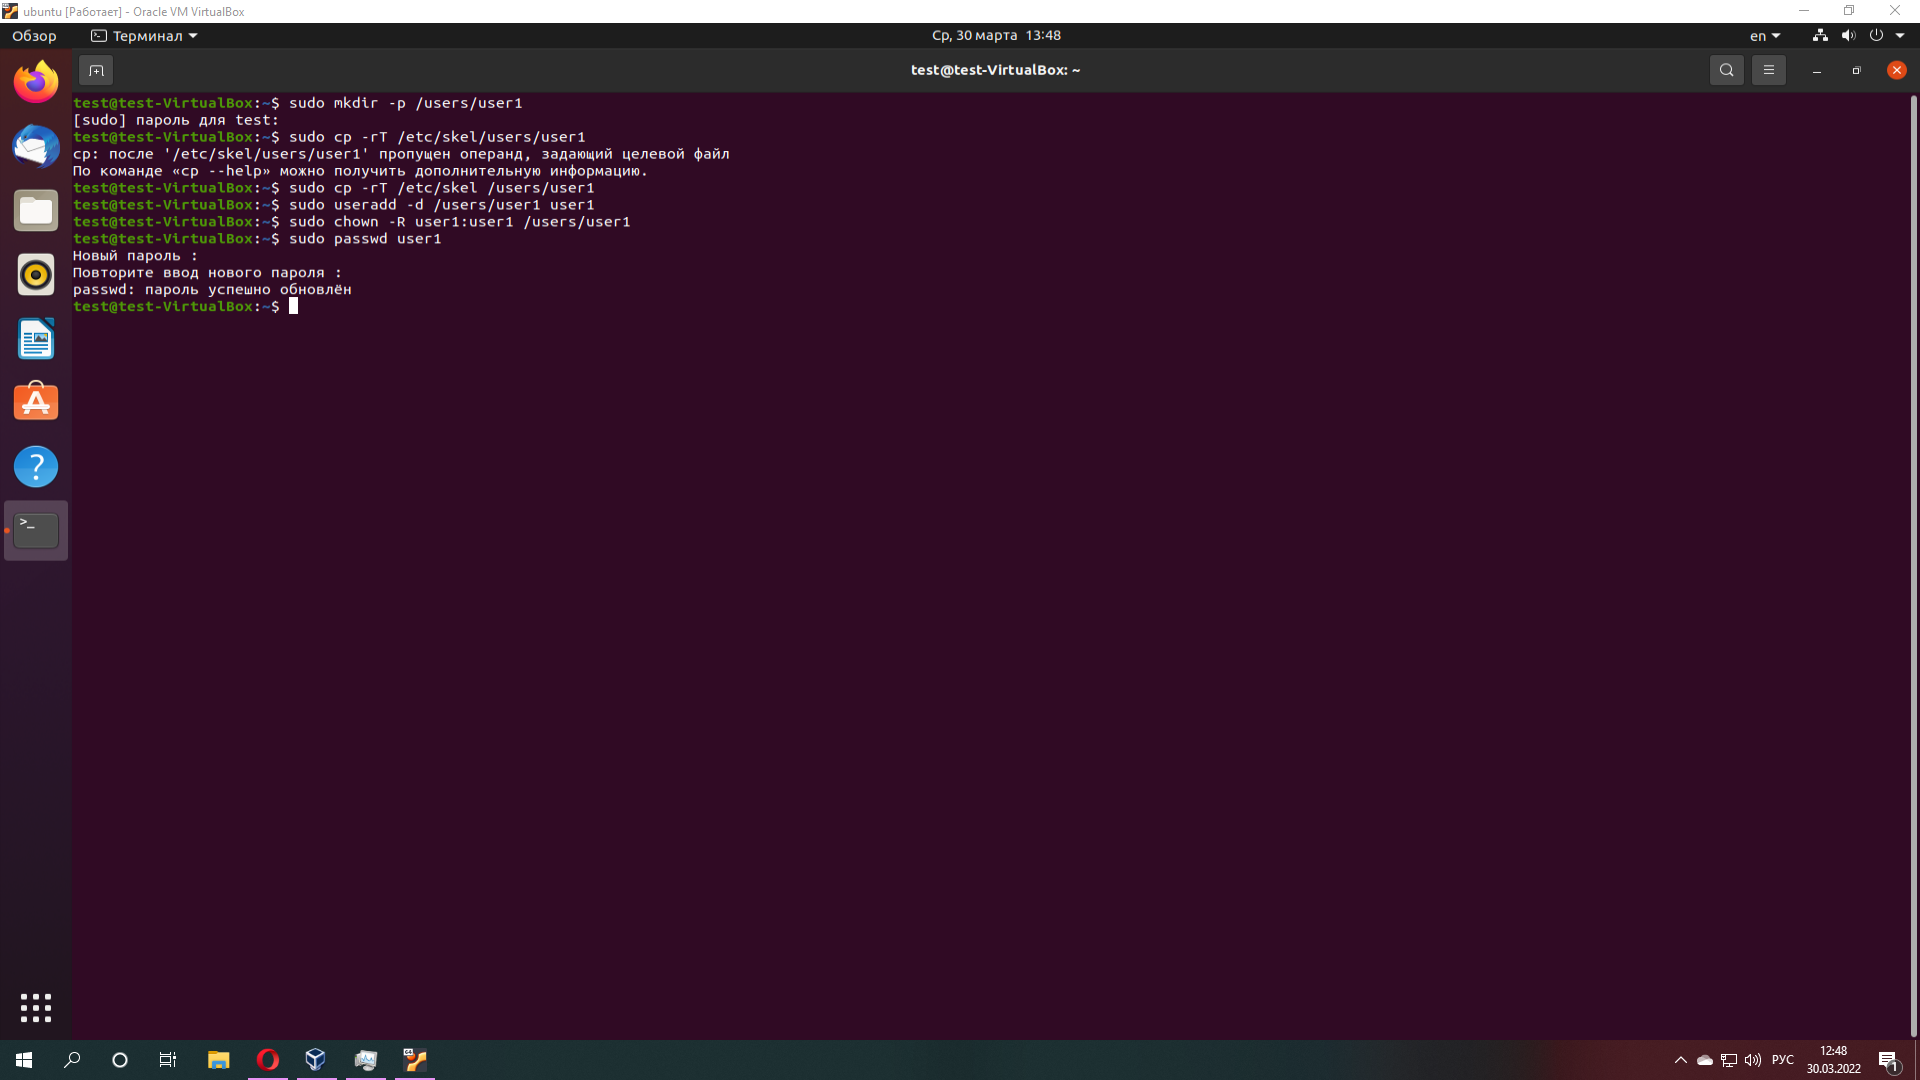 ubuntu [Работает] - Oracle VM VirtualBox
Обзор
Терминал
Ср, 30 марта 13:48
en
test@test-VirtualBox: ~
test@test-VirtualBox:~$ sudo mkdir -p /users/user1
[sudo] пароль для test:
test@test-VirtualBox:~$ sudo cp -rT /etc/skel/users/user1
cp: после '/etc/skel/users/user1' пропущен операнд, задающий целевой файл
По команде «cp --help» можно получить дополнительную информацию.
test@test-VirtualBox:~$ sudo cp -rT /etc/skel /users/user1
test@test-VirtualBox:~$ sudo useradd -d /users/user1 user1
test@test-VirtualBox:~$ sudo chown -R user1:user1 /users/user1
test@test-VirtualBox:~$ sudo passwd user1
Новый пароль :
Повторите ввод нового пароля :
passwd: пароль успешно обновлён
test@test-VirtualBox:~$
РУС
12:48
30.03.2022
1